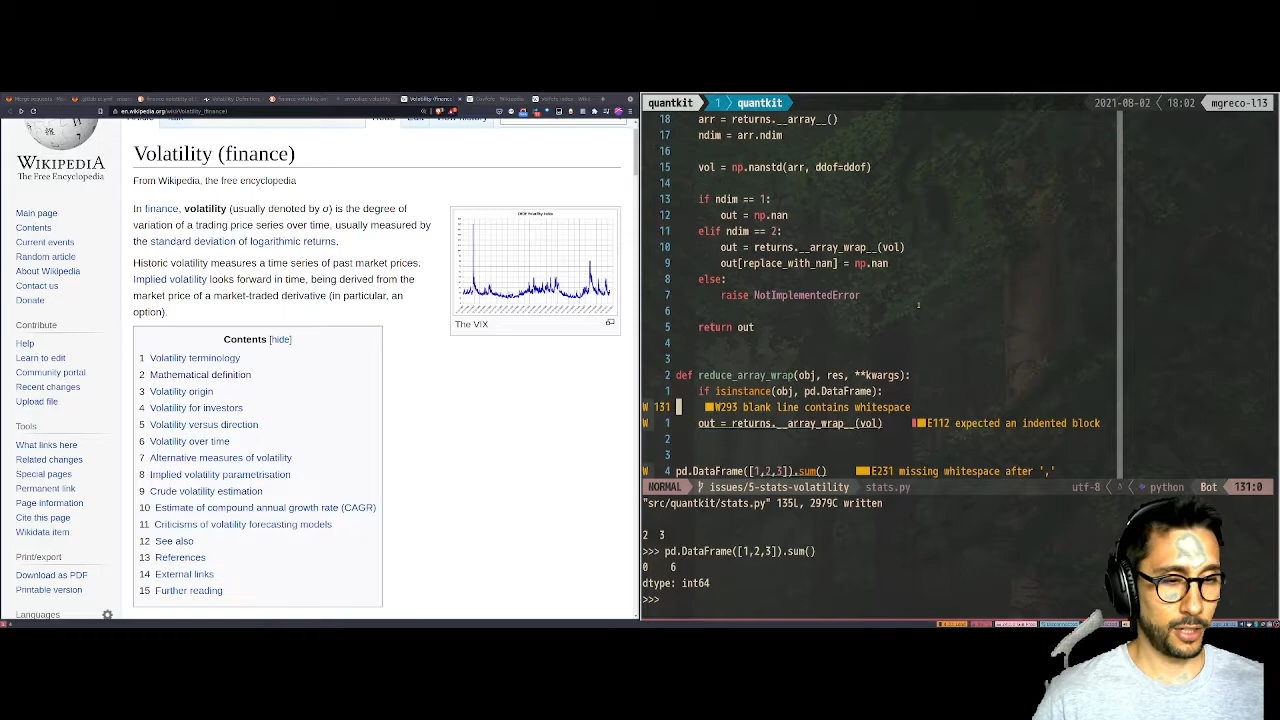 en.wikipedia.org/wiki/Volatility_(finance)
WIKIPEDIA
The Free Encyclopedia
Main page
Contents
Current events
Random article
About Wikipedia
Contact us
Donate
Contribute
Help
Learn to edit
Community portal
Recent changes
Upload file
Tools
What links here
Related changes
Special pages
Permanent link
Page information
Cite this page
Wikidata item
Print/export
Download as PDF
Printable version
Languages
Volatility (finance)
From Wikipedia, the free encyclopedia
In finance, volatility (usually denoted by σ) is the degree of
variation of a trading price series over time, usually measured by
the standard deviation of logarithmic returns.
Historic volatility measures a time series of past market prices.
Implied volatility looks forward in time, being derived from the
market price of a market-traded derivative (in particular, an
option).
The VIX
Contents [hide]
1 Volatility terminology
2 Mathematical definition
3 Volatility origin
4 Volatility for investors
5 Volatility versus direction
6 Volatility over time
7 Alternative measures of volatility
8 Implied volatility parametrisation
9 Crude volatility estimation
10 Estimate of compound annual growth rate (CAGR)
11 Criticisms of volatility forecasting models
12 See also
13 References
14 External links
15 Further reading
quantkit 1 quantkit 2021-08-02 18:02 mgreco-l13
18 arr = returns.__array__()
17 ndim = arr.ndim
16
15 vol = np.nanstd(arr, ddof=ddof)
14
13 if ndim == 1:
12 out = np.nan
11 elif ndim == 2:
10 out = returns.__array_wrap__(vol)
9 out[replace_with_nan] = np.nan
8 else:
7 raise NotImplementedError
6
5 return out
4
3
2 def reduce_array_wrap(obj, res, **kwargs):
1 if isinstance(obj, pd.DataFrame):
W 131 W293 blank line contains whitespace
W 1 out = returns.__array_wrap__(vol) E112 expected an indented block
2
3
W 4 pd.DataFrame([1,2,3]).sum() E231 missing whitespace after ','
NORMAL issues/5-stats-volatility stats.py utf-8 python Bot 131:0
"src/quantkit/stats.py" 135L, 2979C written
2 3
>>> pd.DataFrame([1,2,3]).sum()
0 6
dtype: int64
>>>